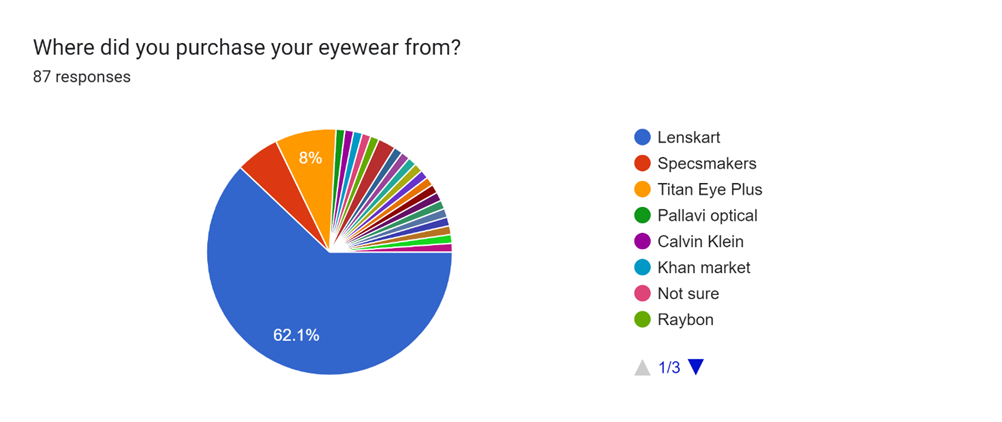 Where did you purchase your eyewear from?
87 responses
8%
62.1%
Lenskart
Specsmakers
Titan Eye Plus
Pallavi optical
Calvin Klein
Khan market
Not sure
Raybon
1/3